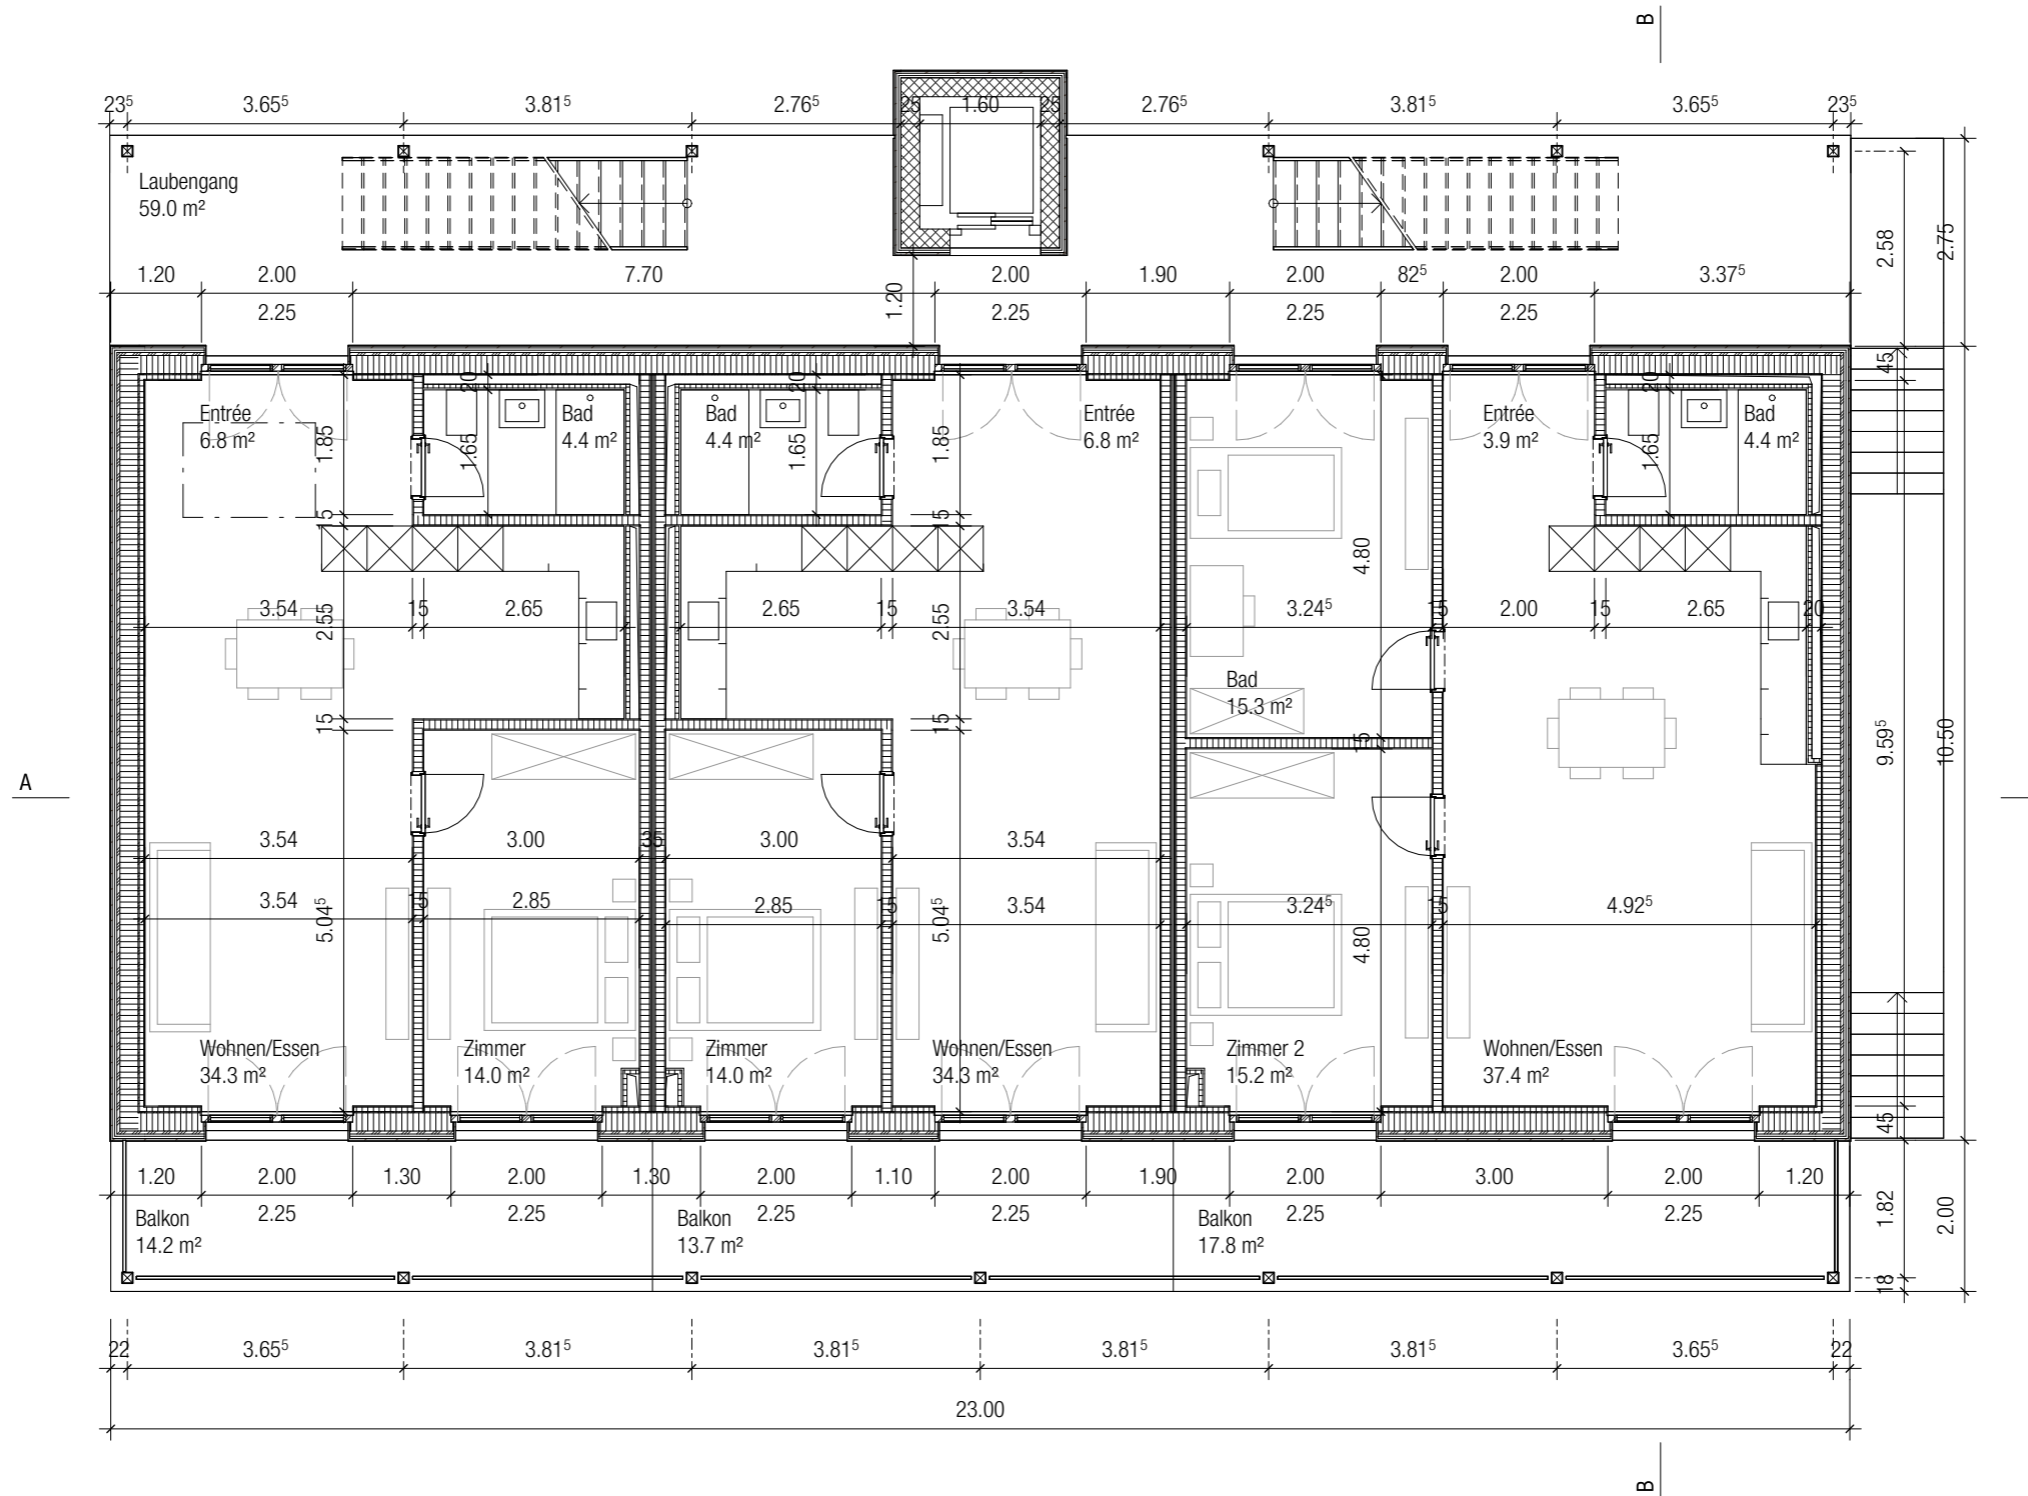 B
23⁵ 3.65⁵ 3.81⁵ 2.76⁵ 25 1.60 25 2.76⁵ 3.81⁵ 3.65⁵ 23⁵
Laubengang
59.0 m²
2.58 2.75
1.20 2.00 7.70 2.00 1.90 2.00 82⁵ 2.00 3.37⁵
1.20
2.25 2.25 2.25 2.25
45
20 20 20
Entrée Bad Bad Entrée Entrée Bad
6.8 m² 4.4 m² 4.4 m² 6.8 m² 3.9 m² 4.4 m²
1.85 1.65 1.65 1.85 1.65
15 15
4.80
3.54 15 2.65 2.65 15 3.54 3.24⁵ 15 2.00 15 2.65 20
2.55 2.55
Bad
15.3 m²
15 15 15
9.59⁵ 10.50
A
3.54 3.00 35 3.00 3.54
3.54 15 2.85 2.85 15 3.54 3.24⁵ 15 4.92⁵
5.04⁵ 5.04⁵ 4.80
Wohnen/Essen Zimmer Zimmer Wohnen/Essen Zimmer 2 Wohnen/Essen
34.3 m² 14.0 m² 14.0 m² 34.3 m² 15.2 m² 37.4 m²
45
1.20 2.00 1.30 2.00 1.30 2.00 1.10 2.00 1.90 2.00 3.00 2.00 1.20
2.25 2.25 2.25 2.25 2.25 2.25
Balkon Balkon Balkon
14.2 m² 13.7 m² 17.8 m²
1.82 2.00
18
22 3.65⁵ 3.81⁵ 3.81⁵ 3.81⁵ 3.81⁵ 3.65⁵ 22
23.00
B